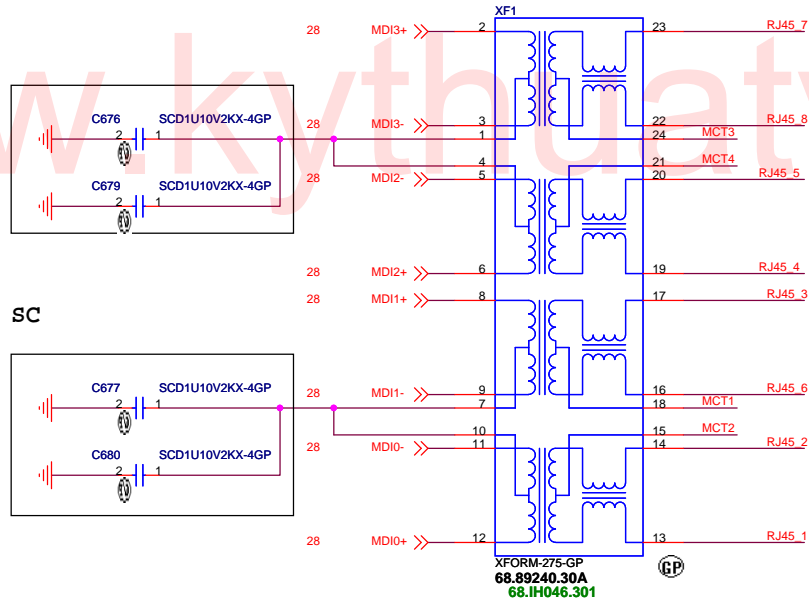 XF1
28 MDI3+ 2 23 RJ45_7
www.kythuatv
C676 SCD1U10V2KX-4GP
2 1
28 MDI3- 3 22 RJ45_8
1 24 MCT3
4 21 MCT4
28 MDI2- 5 20 RJ45_5
C679 SCD1U10V2KX-4GP
2 1
28 MDI2+ 6 19 RJ45_4
28 MDI1+ 8 17 RJ45_3
SC
C677 SCD1U10V2KX-4GP
2 1
28 MDI1- 9 16 RJ45_6
7 18 MCT1
10 15 MCT2
28 MDI0- 11 14 RJ45_2
C680 SCD1U10V2KX-4GP
2 1
28 MDI0+ 12 13 RJ45_1
XFORM-275-GP
GP
68.89240.30A
68.IH046.301